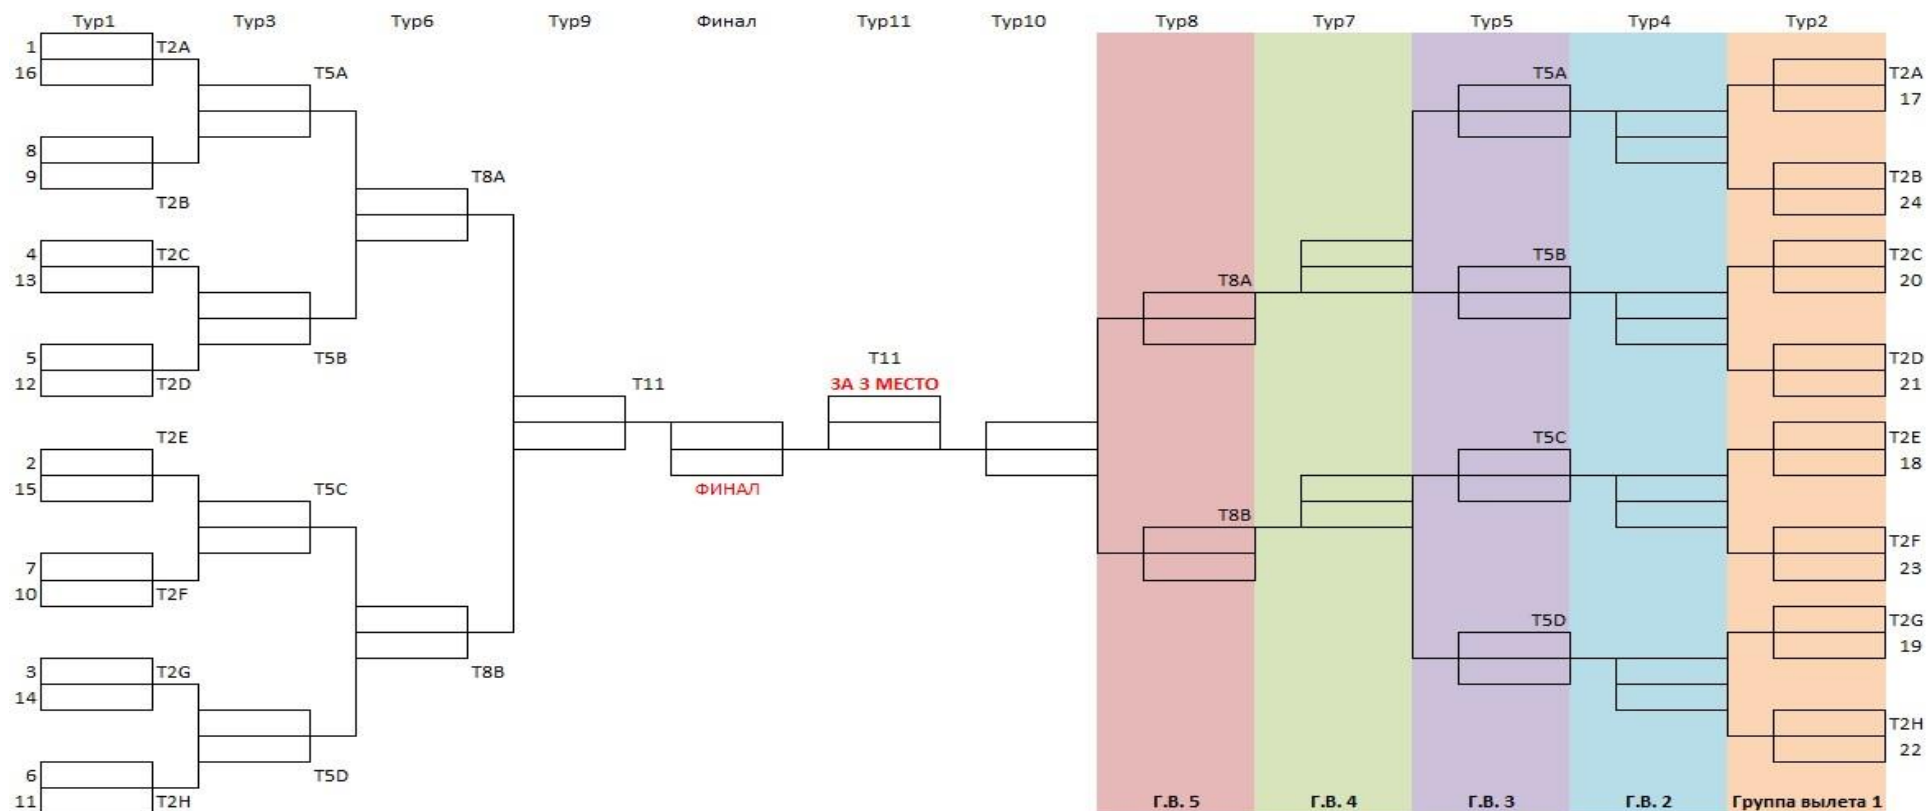 Тур1 Тур3 Тур6 Тур9 Финал Тур11 Тур10 Тур8 Тур7 Тур5 Тур4 Тур2
1 T2A
16 T5A T5A T2A
17
8 T2B
9 T8A T2B
24
4 T2C T5B T2C
13 T8A 20
5 T5B T11 T2D
12 T2D T11 ЗА 3 МЕСТО 21
T2E T5C T2E
2 18
15 T5C ФИНАЛ
T8B T2F
7 23
10 T2F
T5D T2G
3 T2G T8B 19
14
T2H
6 T5D 22
11 T2H Г.В. 5 Г.В. 4 Г.В. 3 Г.В. 2 Группа вылета 1